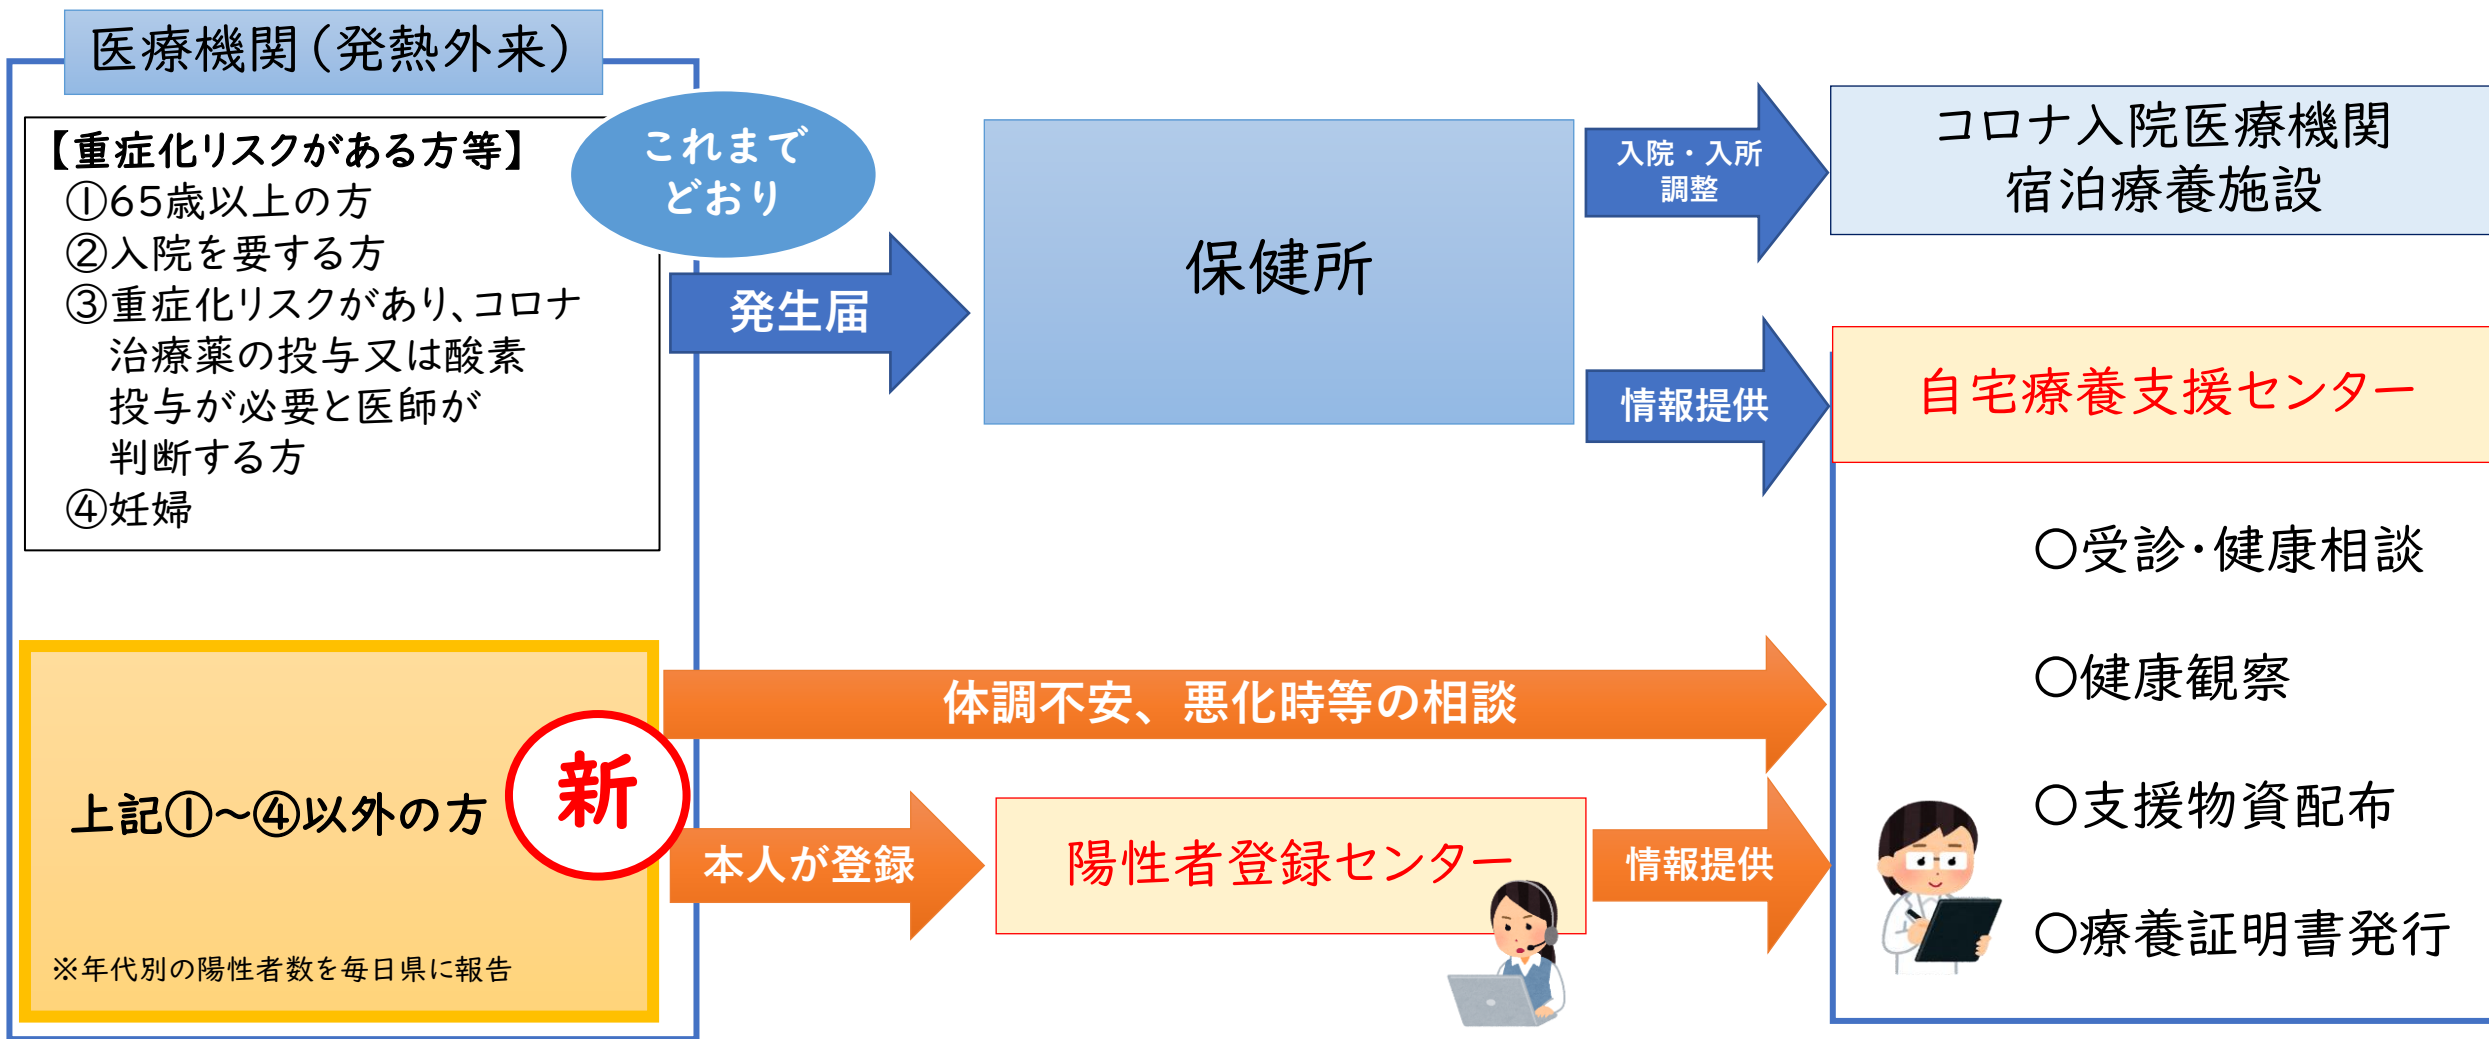 医療機関（発熱外来）
【重症化リスクがある方等】
①65歳以上の方
②入院を要する方
③重症化リスクがあり、コロナ
治療薬の投与又は酸素
投与が必要と医師が
判断する方
④妊婦
これまで
どおり
発生届
保健所
入院・入所
調整
コロナ入院医療機関
宿泊療養施設
情報提供
自宅療養支援センター
〇受診・健康相談
〇健康観察
〇支援物資配布
〇療養証明書発行
体調不安、悪化時等の相談
上記①～④以外の方
新
※年代別の陽性者数を毎日県に報告
本人が登録
陽性者登録センター
情報提供